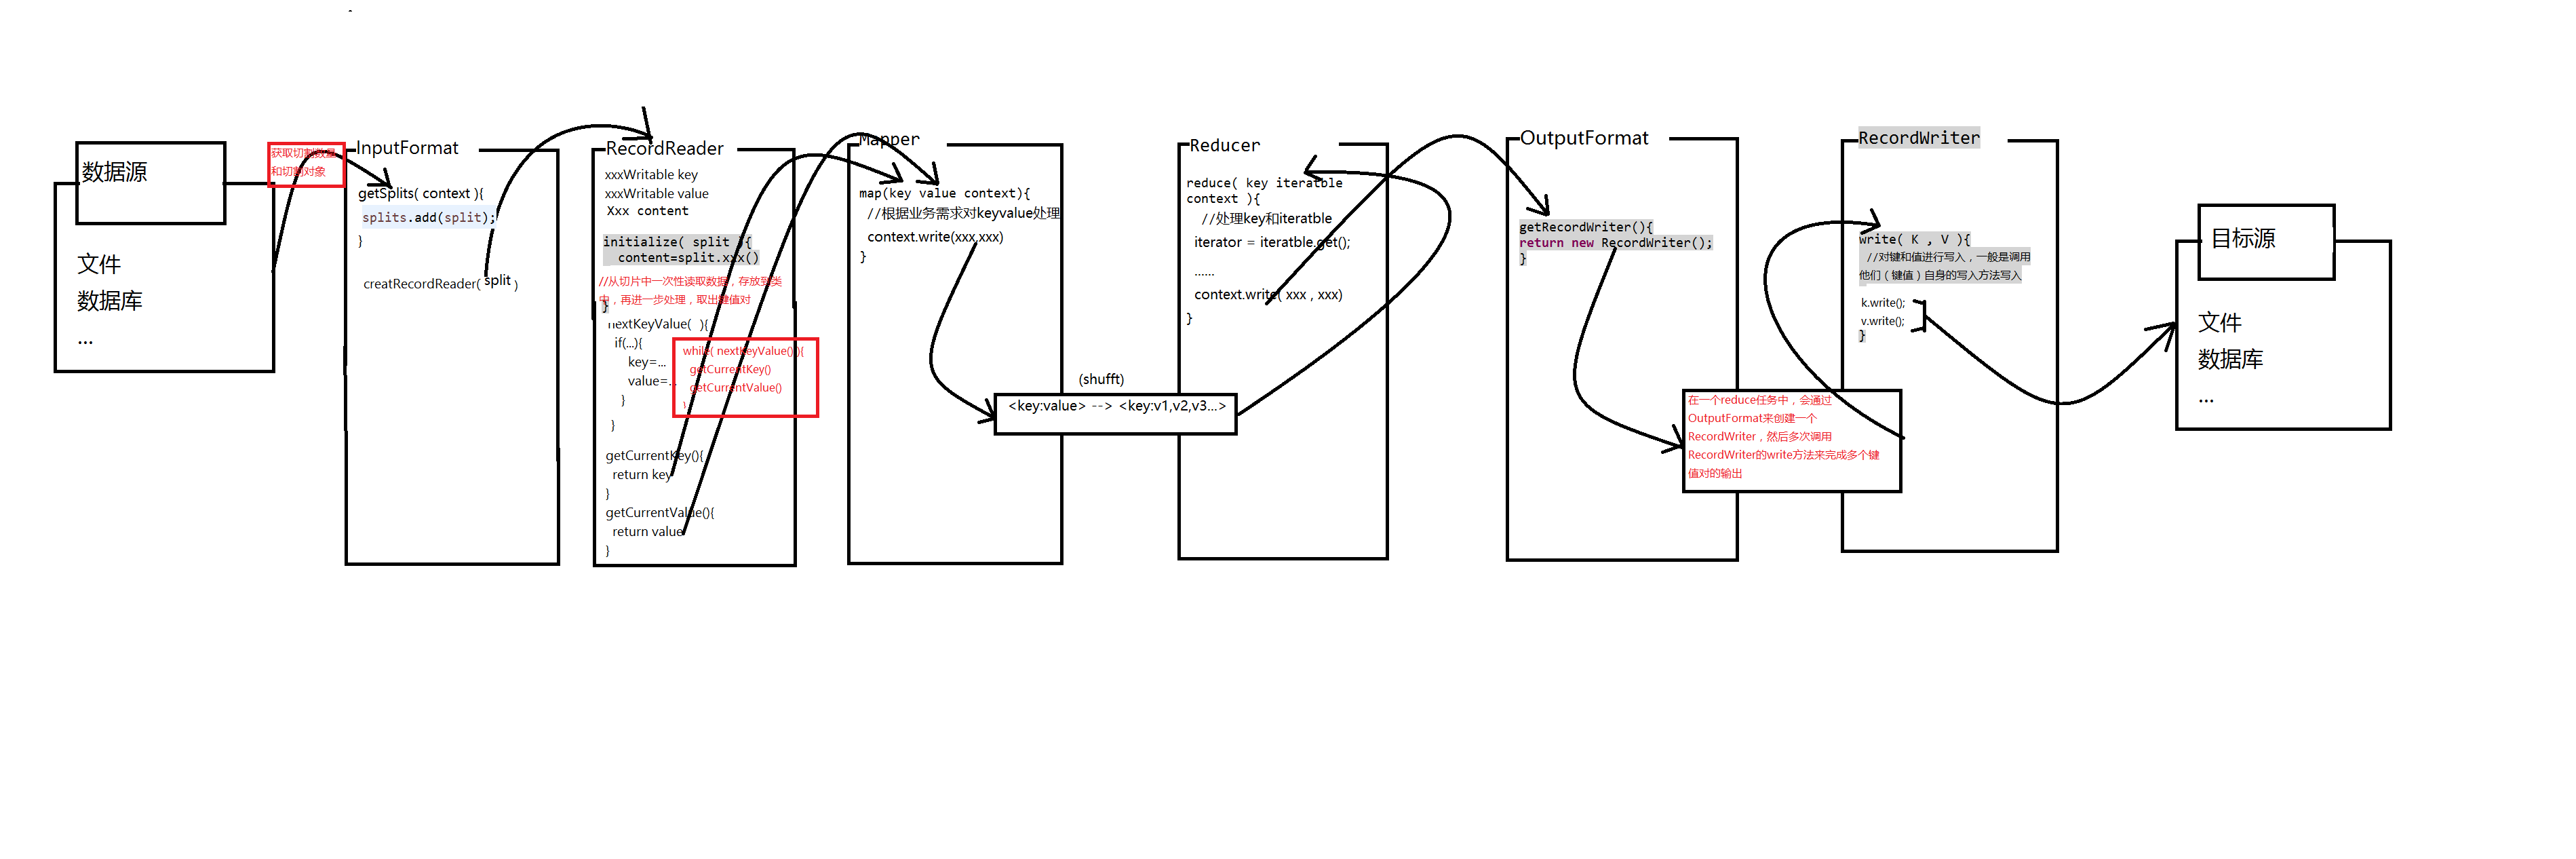 数据源
文件
数据库
...
获取切割数量
和切割对象
InputFormat
getSplits( context ){
splits.add(split);
}
creatRecordReader( split )
RecordReader
xxxWritable key
xxxWritable value
Xxx content
initialize( split ){
content=split.xxx()
//从切片中一次性读取数据，存放到类
中，再进一步处理，取出键值对
}
nextKeyValue( ){
if(...){
key=...
value=...
}
}
while( nextKeyValue() ){
getCurrentKey()
getCurrentValue()
}
getCurrentKey(){
return key
}
getCurrentValue(){
return value
}
Mapper
map(key value context){
//根据业务需求对keyvalue处理
context.write(xxx,xxx)
}
(shufft)
<key:value> --> <key:v1,v2,v3...>
Reducer
reduce( key iteratble
context ){
//处理key和iteratble
iterator = iteratble.get();
......
context.write( xxx , xxx)
}
OutputFormat
getRecordWriter(){
return new RecordWriter();
}
在一个reduce任务中，会通过
OutputFormat来创建一个
RecordWriter，然后多次调用
RecordWriter的write方法来完成多个键
值对的输出
RecordWriter
write( K , V ){
//对键和值进行写入，一般是调用
他们（键值）自身的写入方法写入
k.write();
v.write();
}
目标源
文件
数据库
...